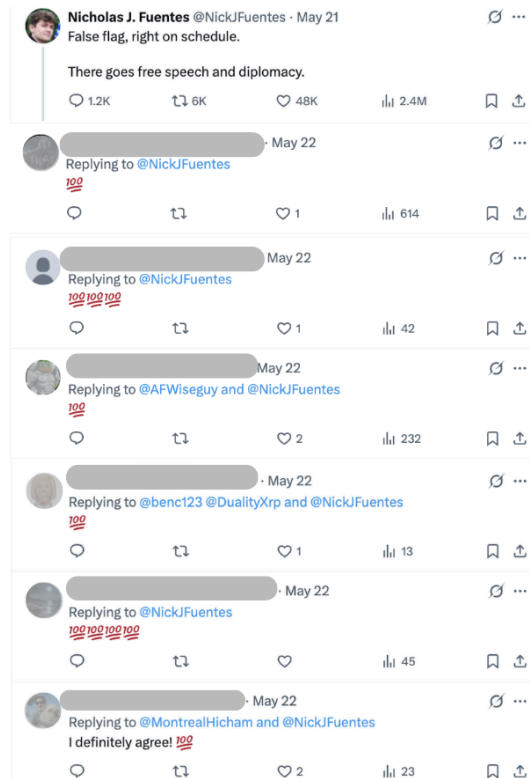 Nicholas J. Fuentes @NickJFuentes · May 21
False flag, right on schedule.
There goes free speech and diplomacy.
1.2K 6K 48K 2.4M
· May 22
Replying to @NickJFuentes
💯
1 614
May 22
Replying to @NickJFuentes
💯💯💯
1 42
May 22
Replying to @AFWiseguy and @NickJFuentes
💯
2 232
· May 22
Replying to @benc123 @DualityXrp and @NickJFuentes
💯
1 13
· May 22
Replying to @NickJFuentes
💯💯💯💯
45
· May 22
Replying to @MontrealHicham and @NickJFuentes
I definitely agree! 💯
2 23